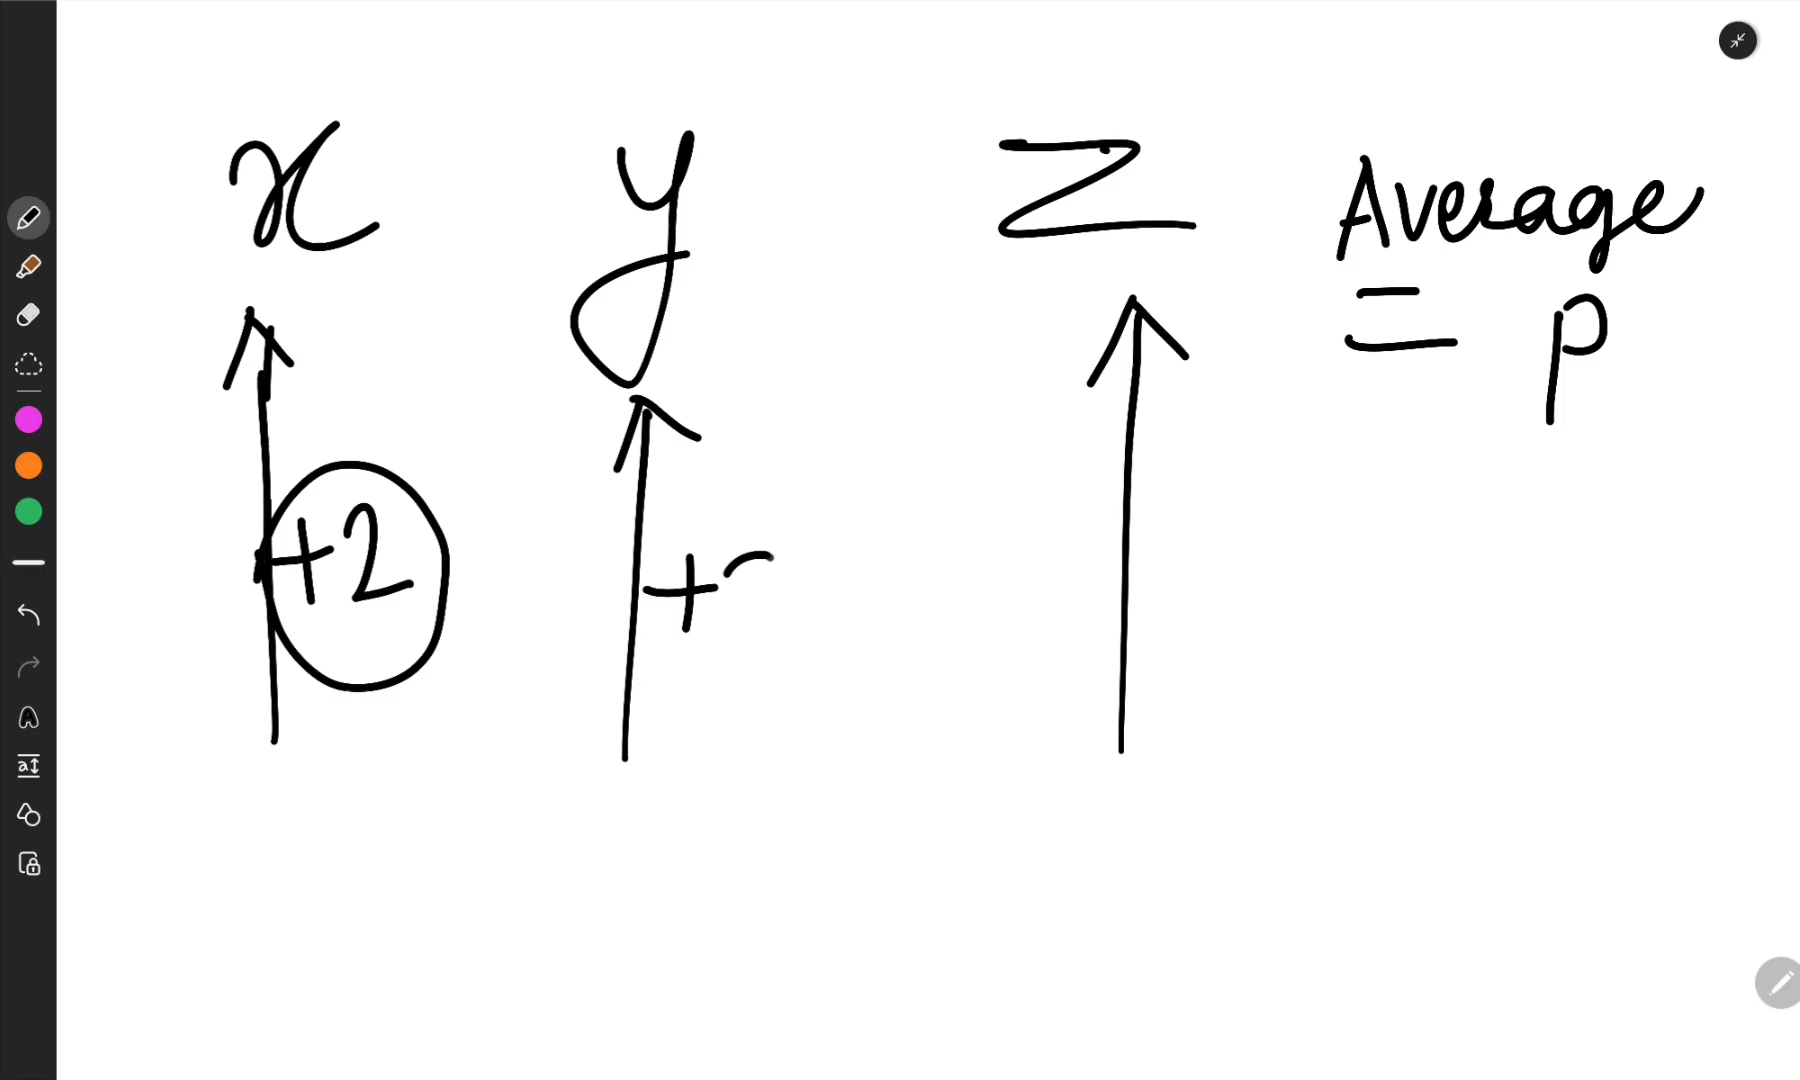 x y z Average
= p
+2 +